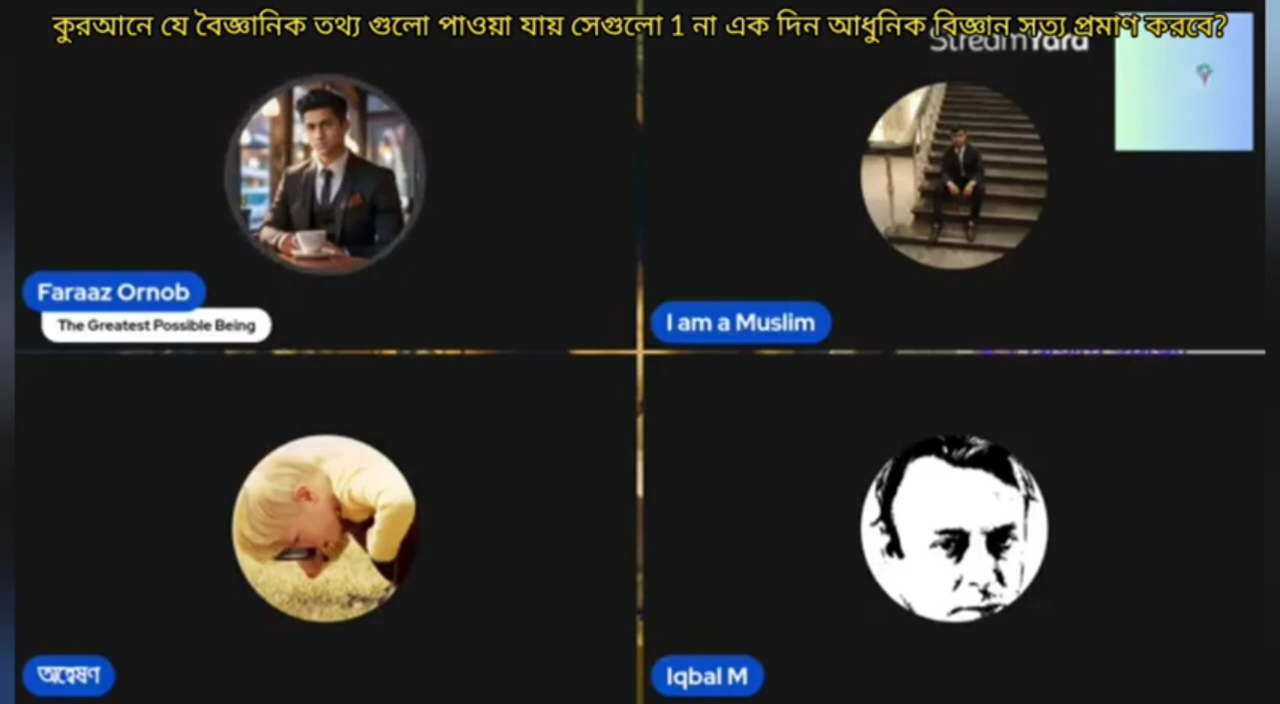 কুরআনে যে বৈজ্ঞানিক তথ্য গুলো পাওয়া যায় সেগুলো 1 না এক দিন আধুনিক বিজ্ঞান সত্য প্রমাণ করবে?
StreamYard
Faraaz Ornob
The Greatest Possible Being
I am a Muslim
অন্বেষণ
Iqbal M